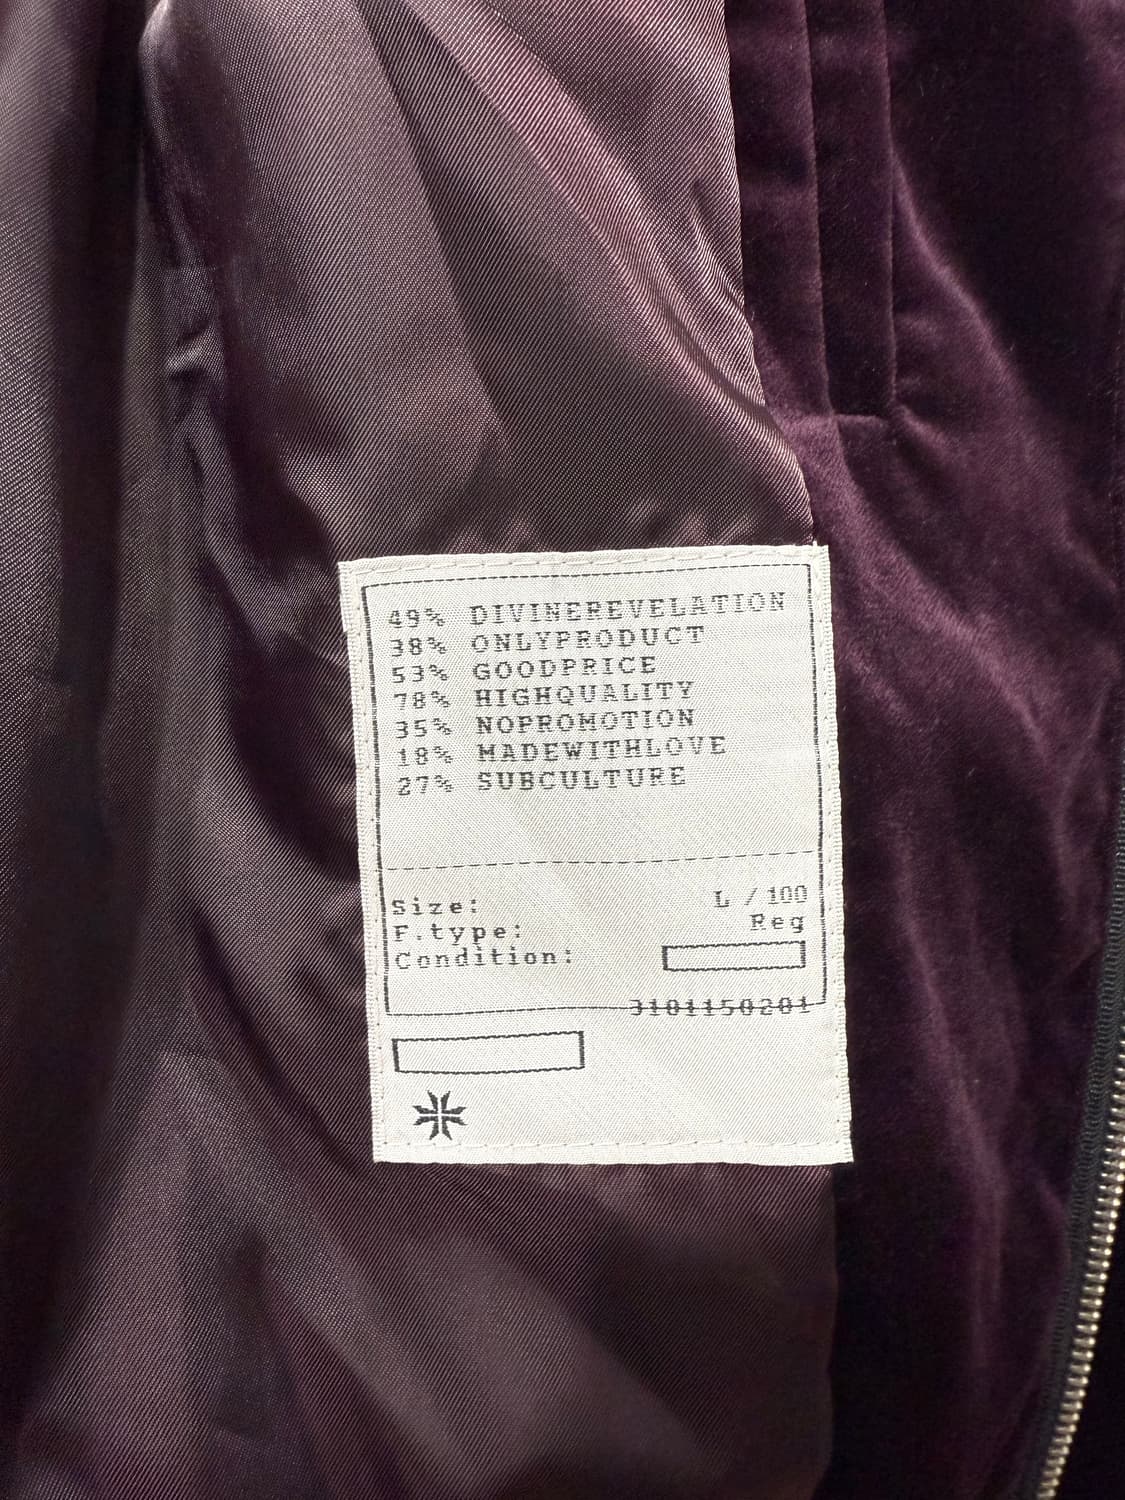 49% DIVINEREVELATION
38% ONLYPRODUCT
53% GOODPRICE
78% HIGHQUALITY
35% NOPROMOTION
18% MADEWITHLOVE
27% SUBCULTURE
Size: L / 100
F.type: Reg
Condition:
3101150201